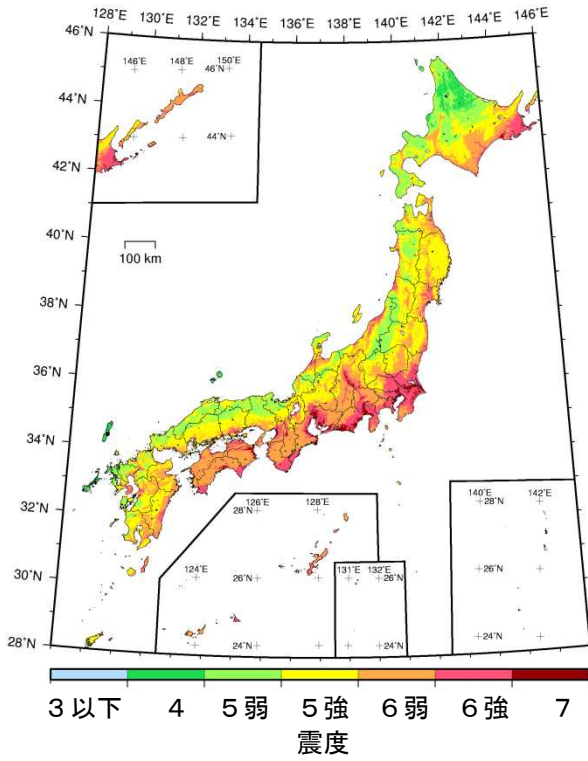 128°E 130°E 132°E 134°E 136°E 138°E 140°E 142°E 144°E 146°E
46°N
146°E 148°E 150°E
46°N
44°N
44°N
42°N
40°N
100 km
38°N
36°N
34°N
32°N
126°E 128°E
28°N
140°E 142°E
28°N
30°N
124°E
26°N
131°E 132°E
26°N
26°N
28°N
24°N
24°N
24°N
3以下 4 5弱 5強 6弱 6強 7
震度